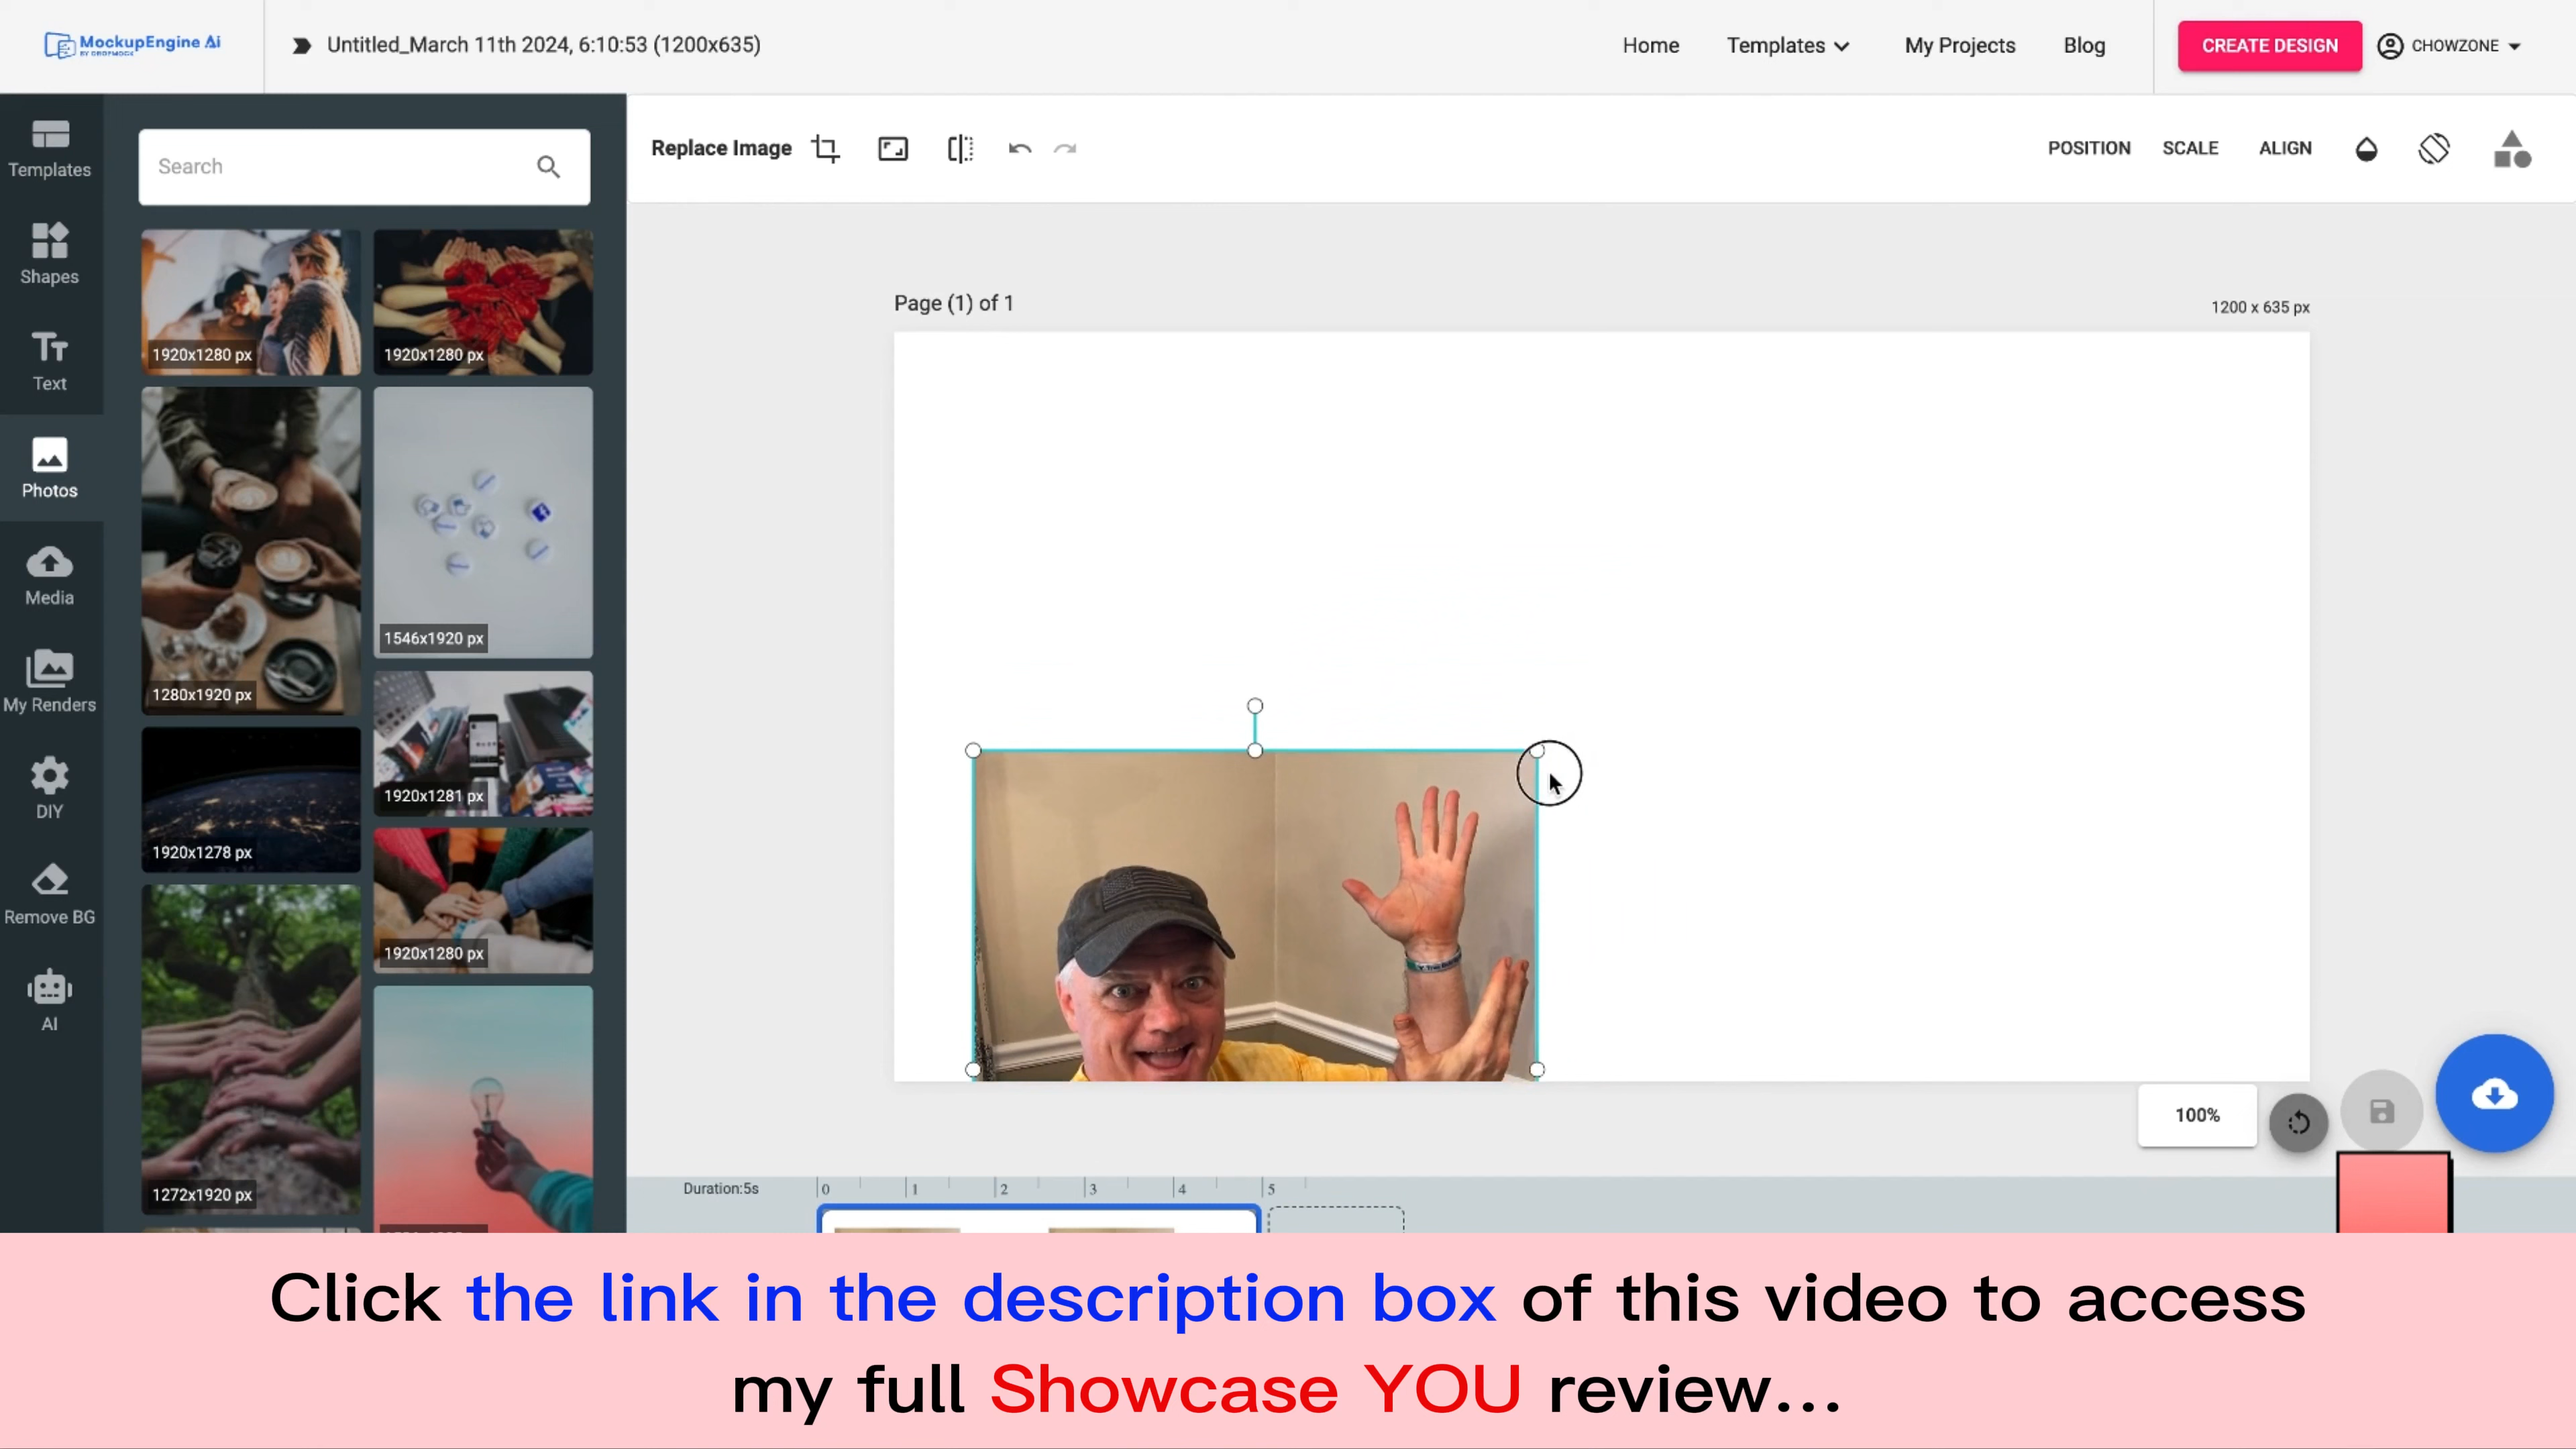 MockupEngine Ai
BY DROPMOCK
Untitled_March 11th 2024, 6:10:53 (1200x635)
Home
Templates
My Projects
Blog
CREATE DESIGN
CHOWZONE
Templates
Shapes
Text
Photos
Media
My Renders
DIY
Remove BG
AI
Search
1920x1280 px
1920x1280 px
1546x1920 px
1280x1920 px
1920x1281 px
1920x1278 px
1920x1280 px
1272x1920 px
Replace Image
POSITION
SCALE
ALIGN
Page (1) of 1
1200 x 635 px
100%
Duration:5s
0 1 2 3 4 5
Click the link in the description box of this video to access
my full Showcase YOU review...